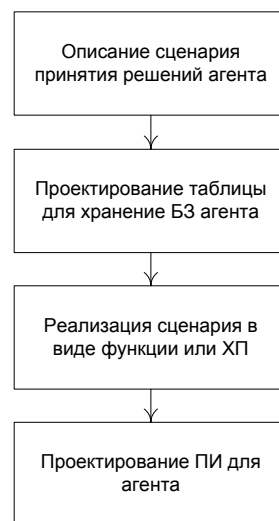 Описание сценария
принятия решений агента
Проектирование таблицы
для хранение БЗ агента
Реализация сценария в
виде функции или ХП
Проектирование ПИ для
агента